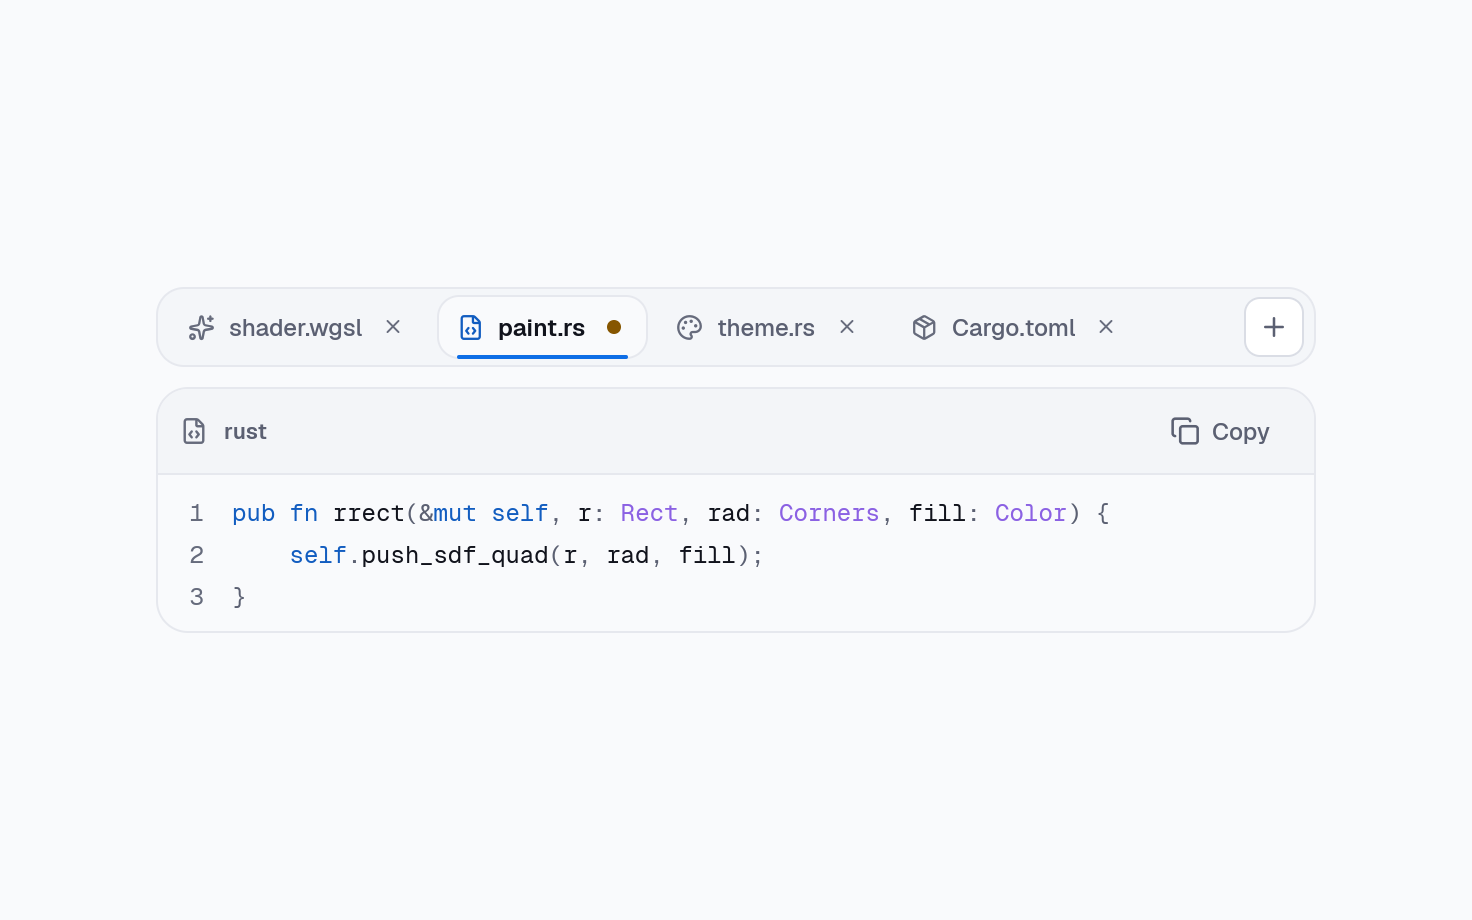 shader.wgsl paint.rs theme.rs Cargo.toml
rust Copy
1 pub fn rrect(&mut self, r: Rect, rad: Corners, fill: Color) {
2     self.push_sdf_quad(r, rad, fill);
3 }